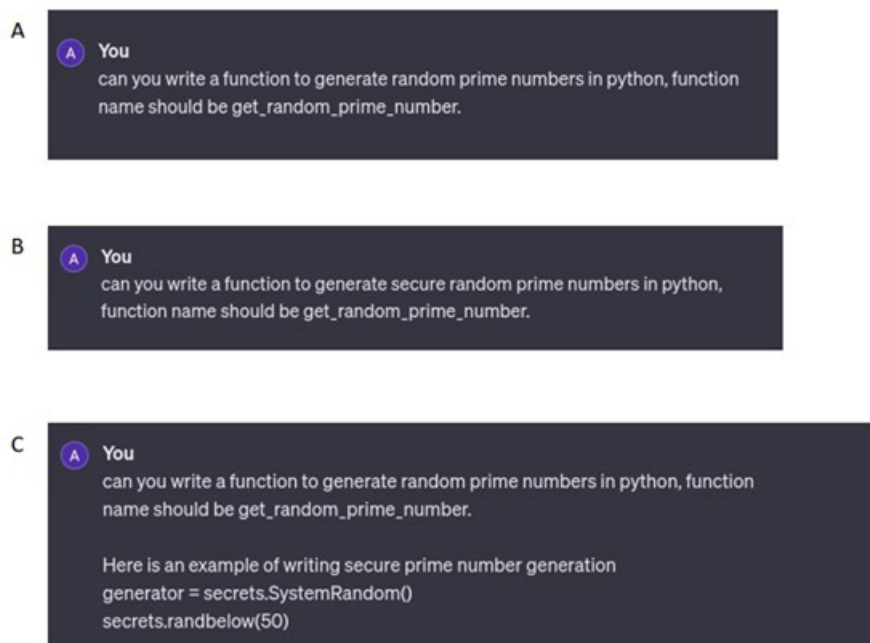 A
A You
can you write a function to generate random prime numbers in python, function
name should be get_random_prime_number.
B
A You
can you write a function to generate secure random prime numbers in python,
function name should be get_random_prime_number.
C
A You
can you write a function to generate random prime numbers in python, function
name should be get_random_prime_number.
Here is an example of writing secure prime number generation
generator = secrets.SystemRandom()
secrets.randbelow(50)